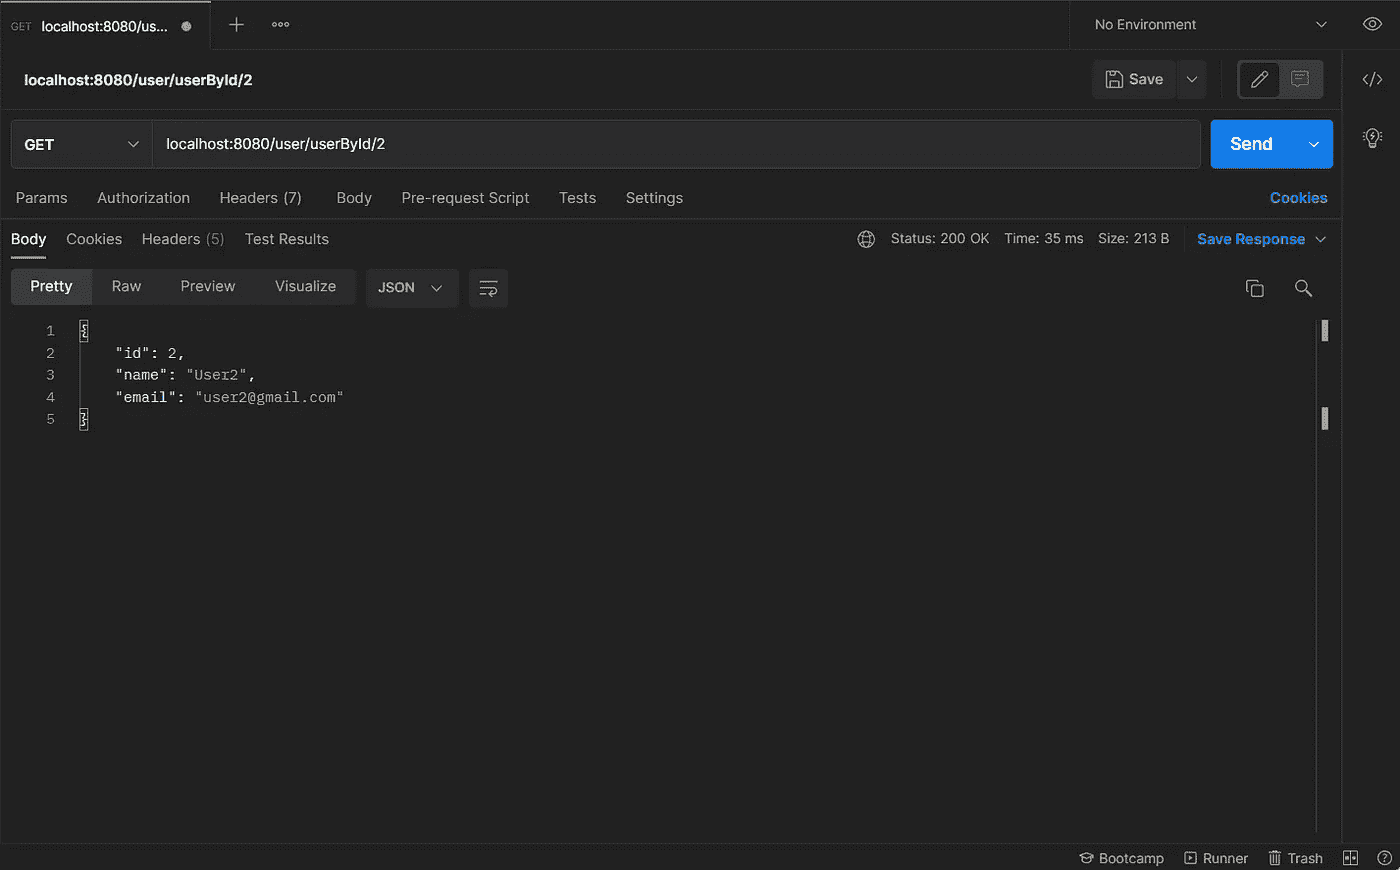 GET localhost:8080/us...
No Environment
localhost:8080/user/userById/2
Save
GET localhost:8080/user/userById/2 Send
Params Authorization Headers (7) Body Pre-request Script Tests Settings Cookies
Body Cookies Headers (5) Test Results Status: 200 OK Time: 35 ms Size: 213 B Save Response
Pretty Raw Preview Visualize JSON
1 {
2 "id": 2,
3 "name": "User2",
4 "email": "user2@gmail.com"
5 }
Bootcamp Runner Trash